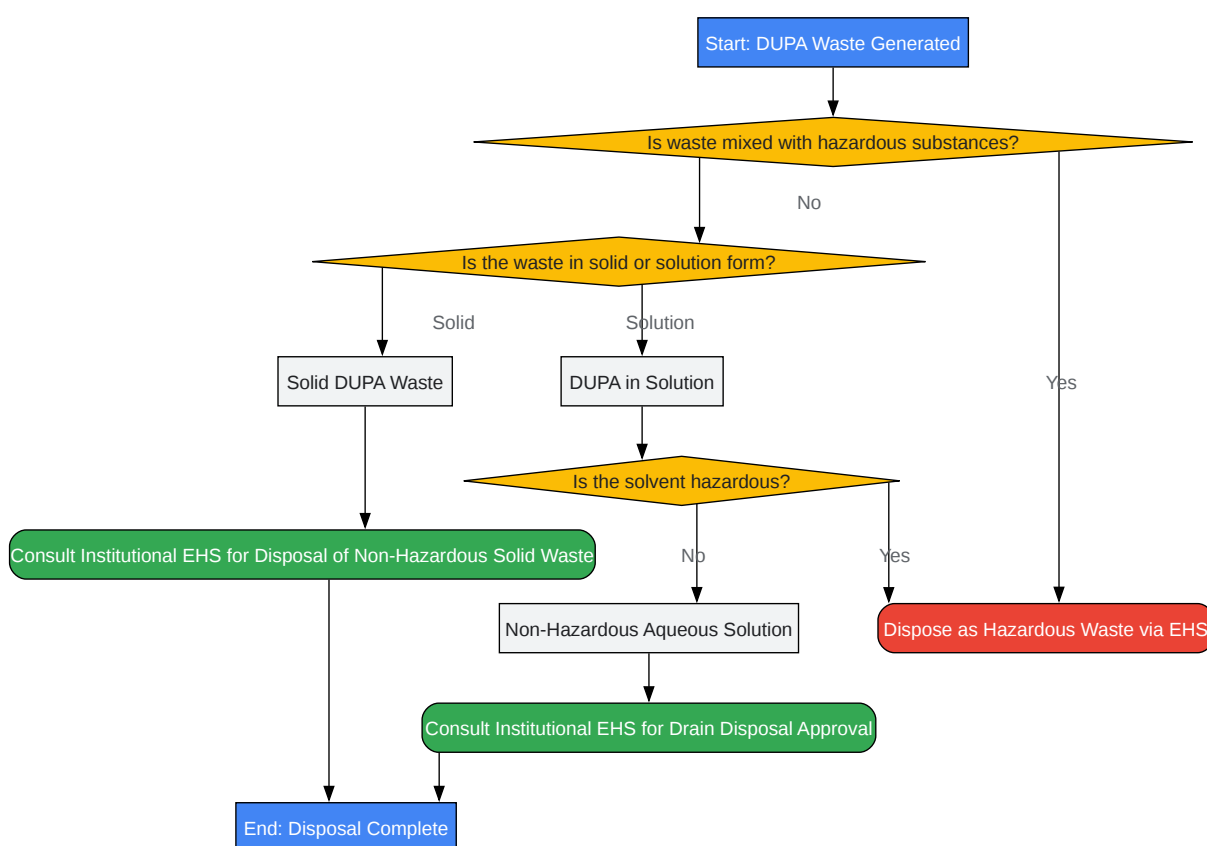 Start: DUPA Waste Generated
Is waste mixed with hazardous substances?
No
Is the waste in solid or solution form?
Solid
Solution
Solid DUPA Waste
DUPA in Solution
Yes
Is the solvent hazardous?
Consult Institutional EHS for Disposal of Non-Hazardous Solid Waste
No
Yes
Non-Hazardous Aqueous Solution
Dispose as Hazardous Waste via EHS
Consult Institutional EHS for Drain Disposal Approval
End: Disposal Complete